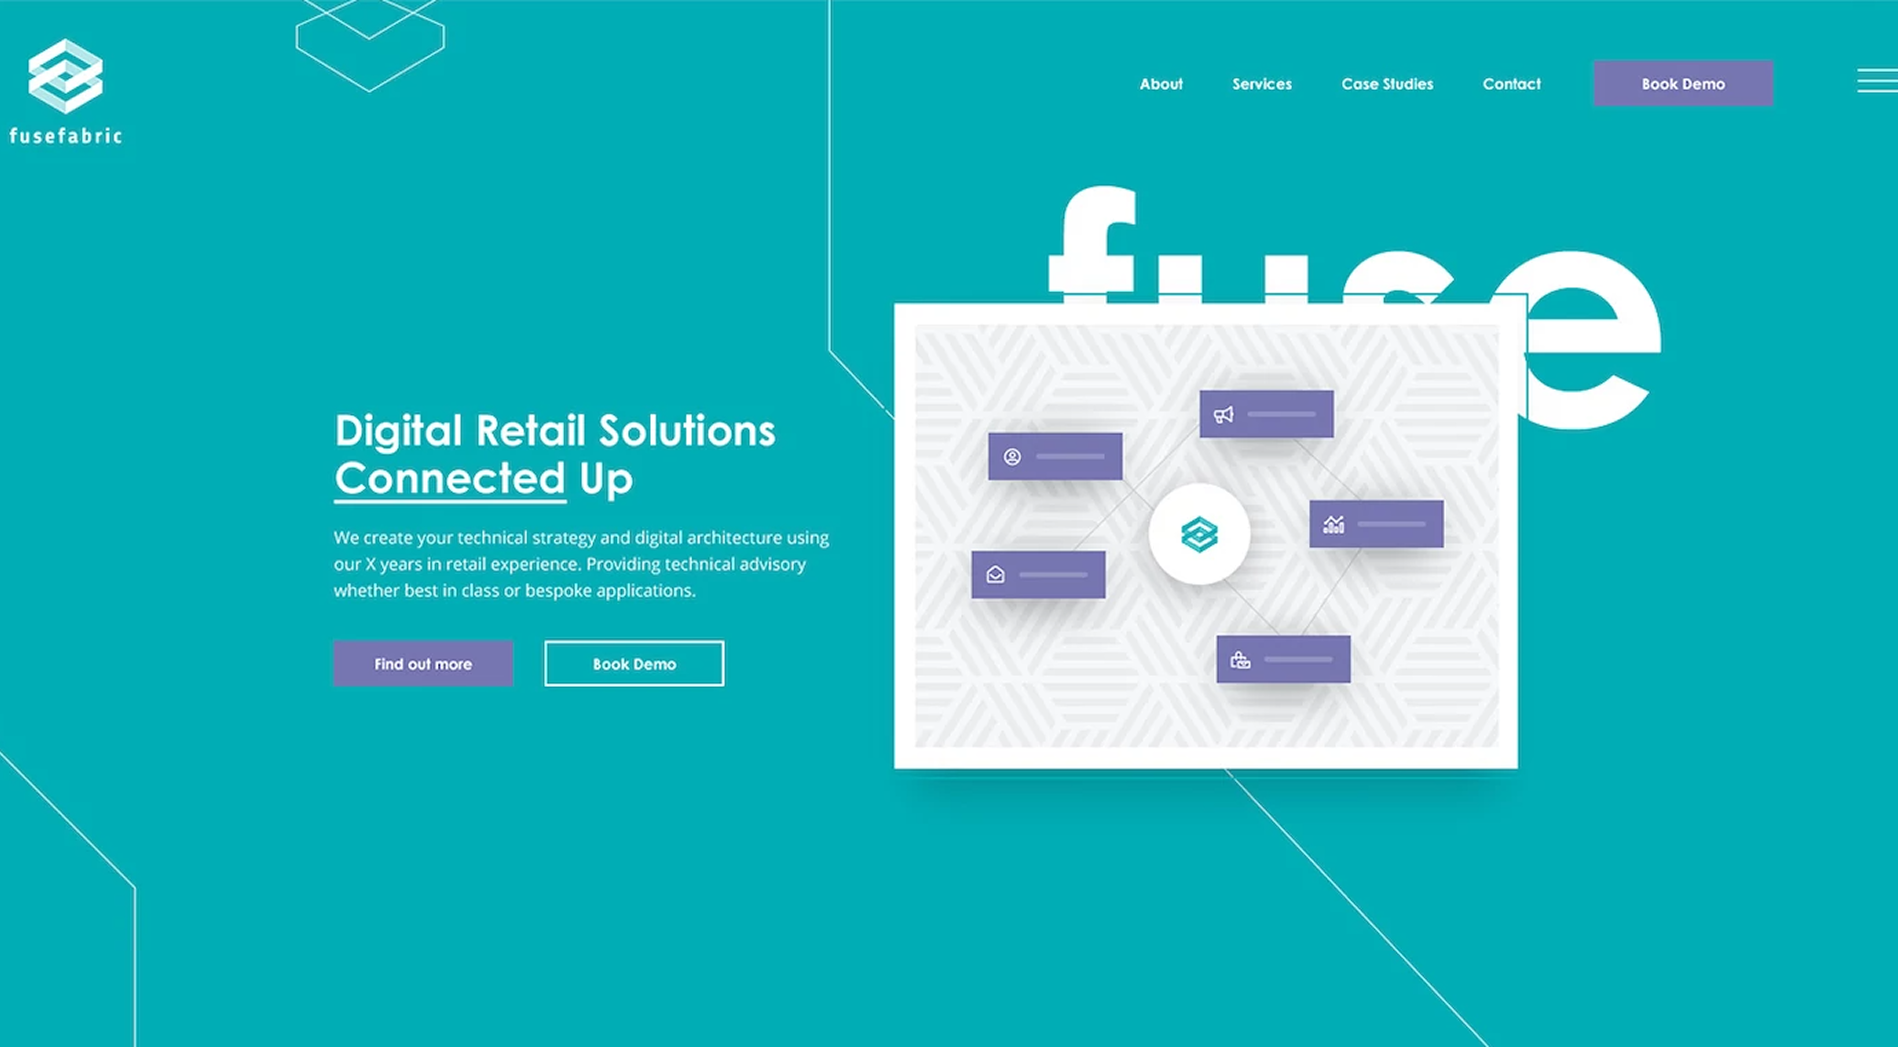 fusefabric
About Services Case Studies Contact Book Demo
fuse
Digital Retail Solutions
Connected Up
We create your technical strategy and digital architecture using
our X years in retail experience. Providing technical advisory
whether best in class or bespoke applications.
Find out more Book Demo